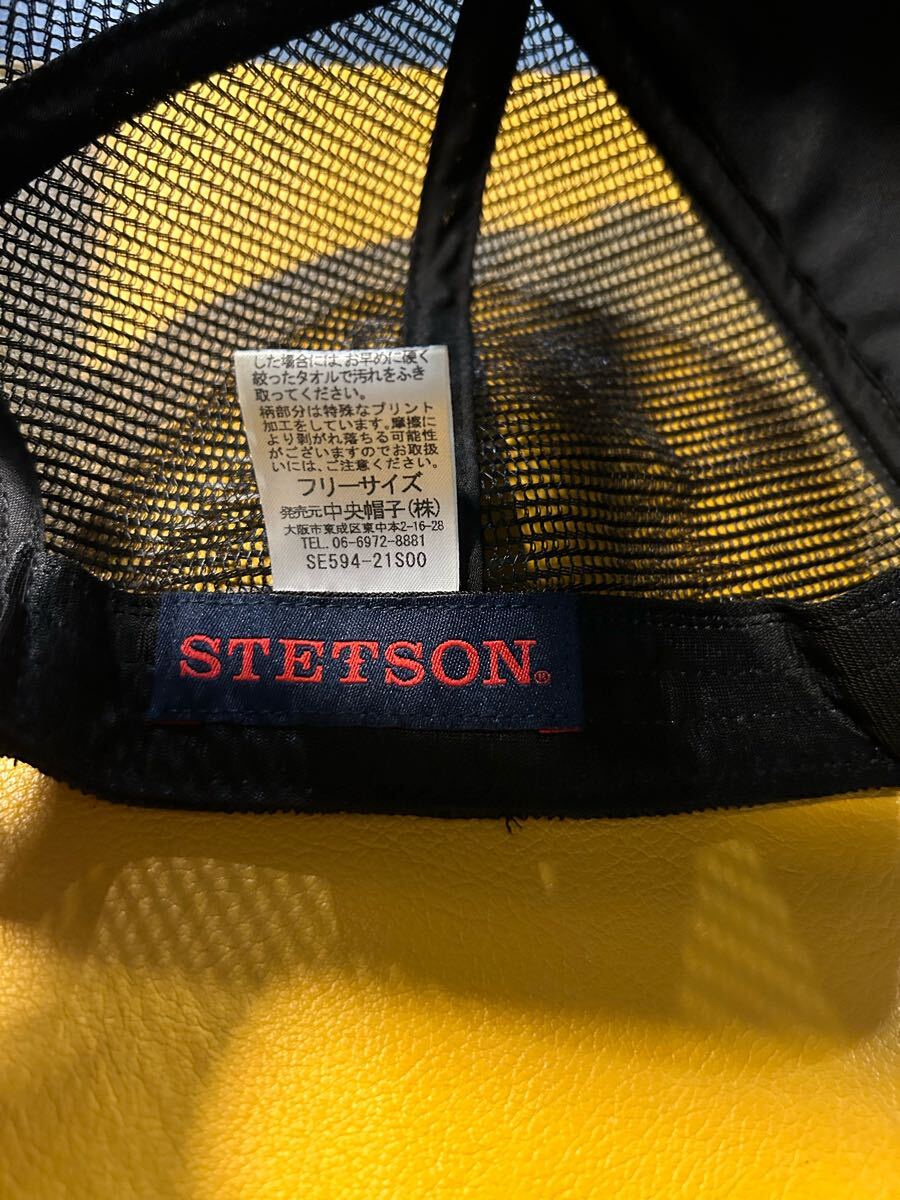 した場合には、お早めに硬く
絞ったタオルで汚れをふき
取ってください。
柄部分は特殊なプリント
加工をしています。摩擦に
より剥がれ落ちる可能性
がございますのでお取扱
いには、ご注意ください。
フリーサイズ
発売元 中央帽子(株)
大阪市東成区東中本2-16-28
TEL. 06-6972-8881
SE594-21S00
STETSON®